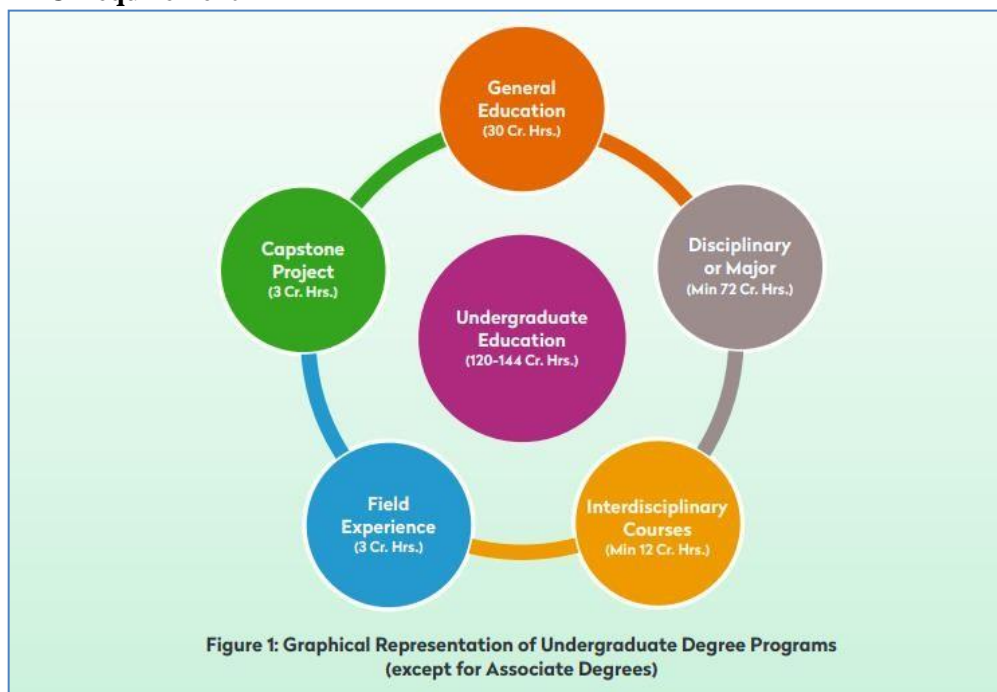 General
Education
(30 Cr. Hrs.)
Disciplinary
or Major
(Min 72 Cr. Hrs.)
Capstone
Project
(3 Cr. Hrs.)
Undergraduate
Education
(120-144 Cr. Hrs.)
Field
Experience
(3 Cr. Hrs.)
Interdisciplinary
Courses
(Min 12 Cr. Hrs.)
Figure 1: Graphical Representation of Undergraduate Degree Programs
(except for Associate Degrees)